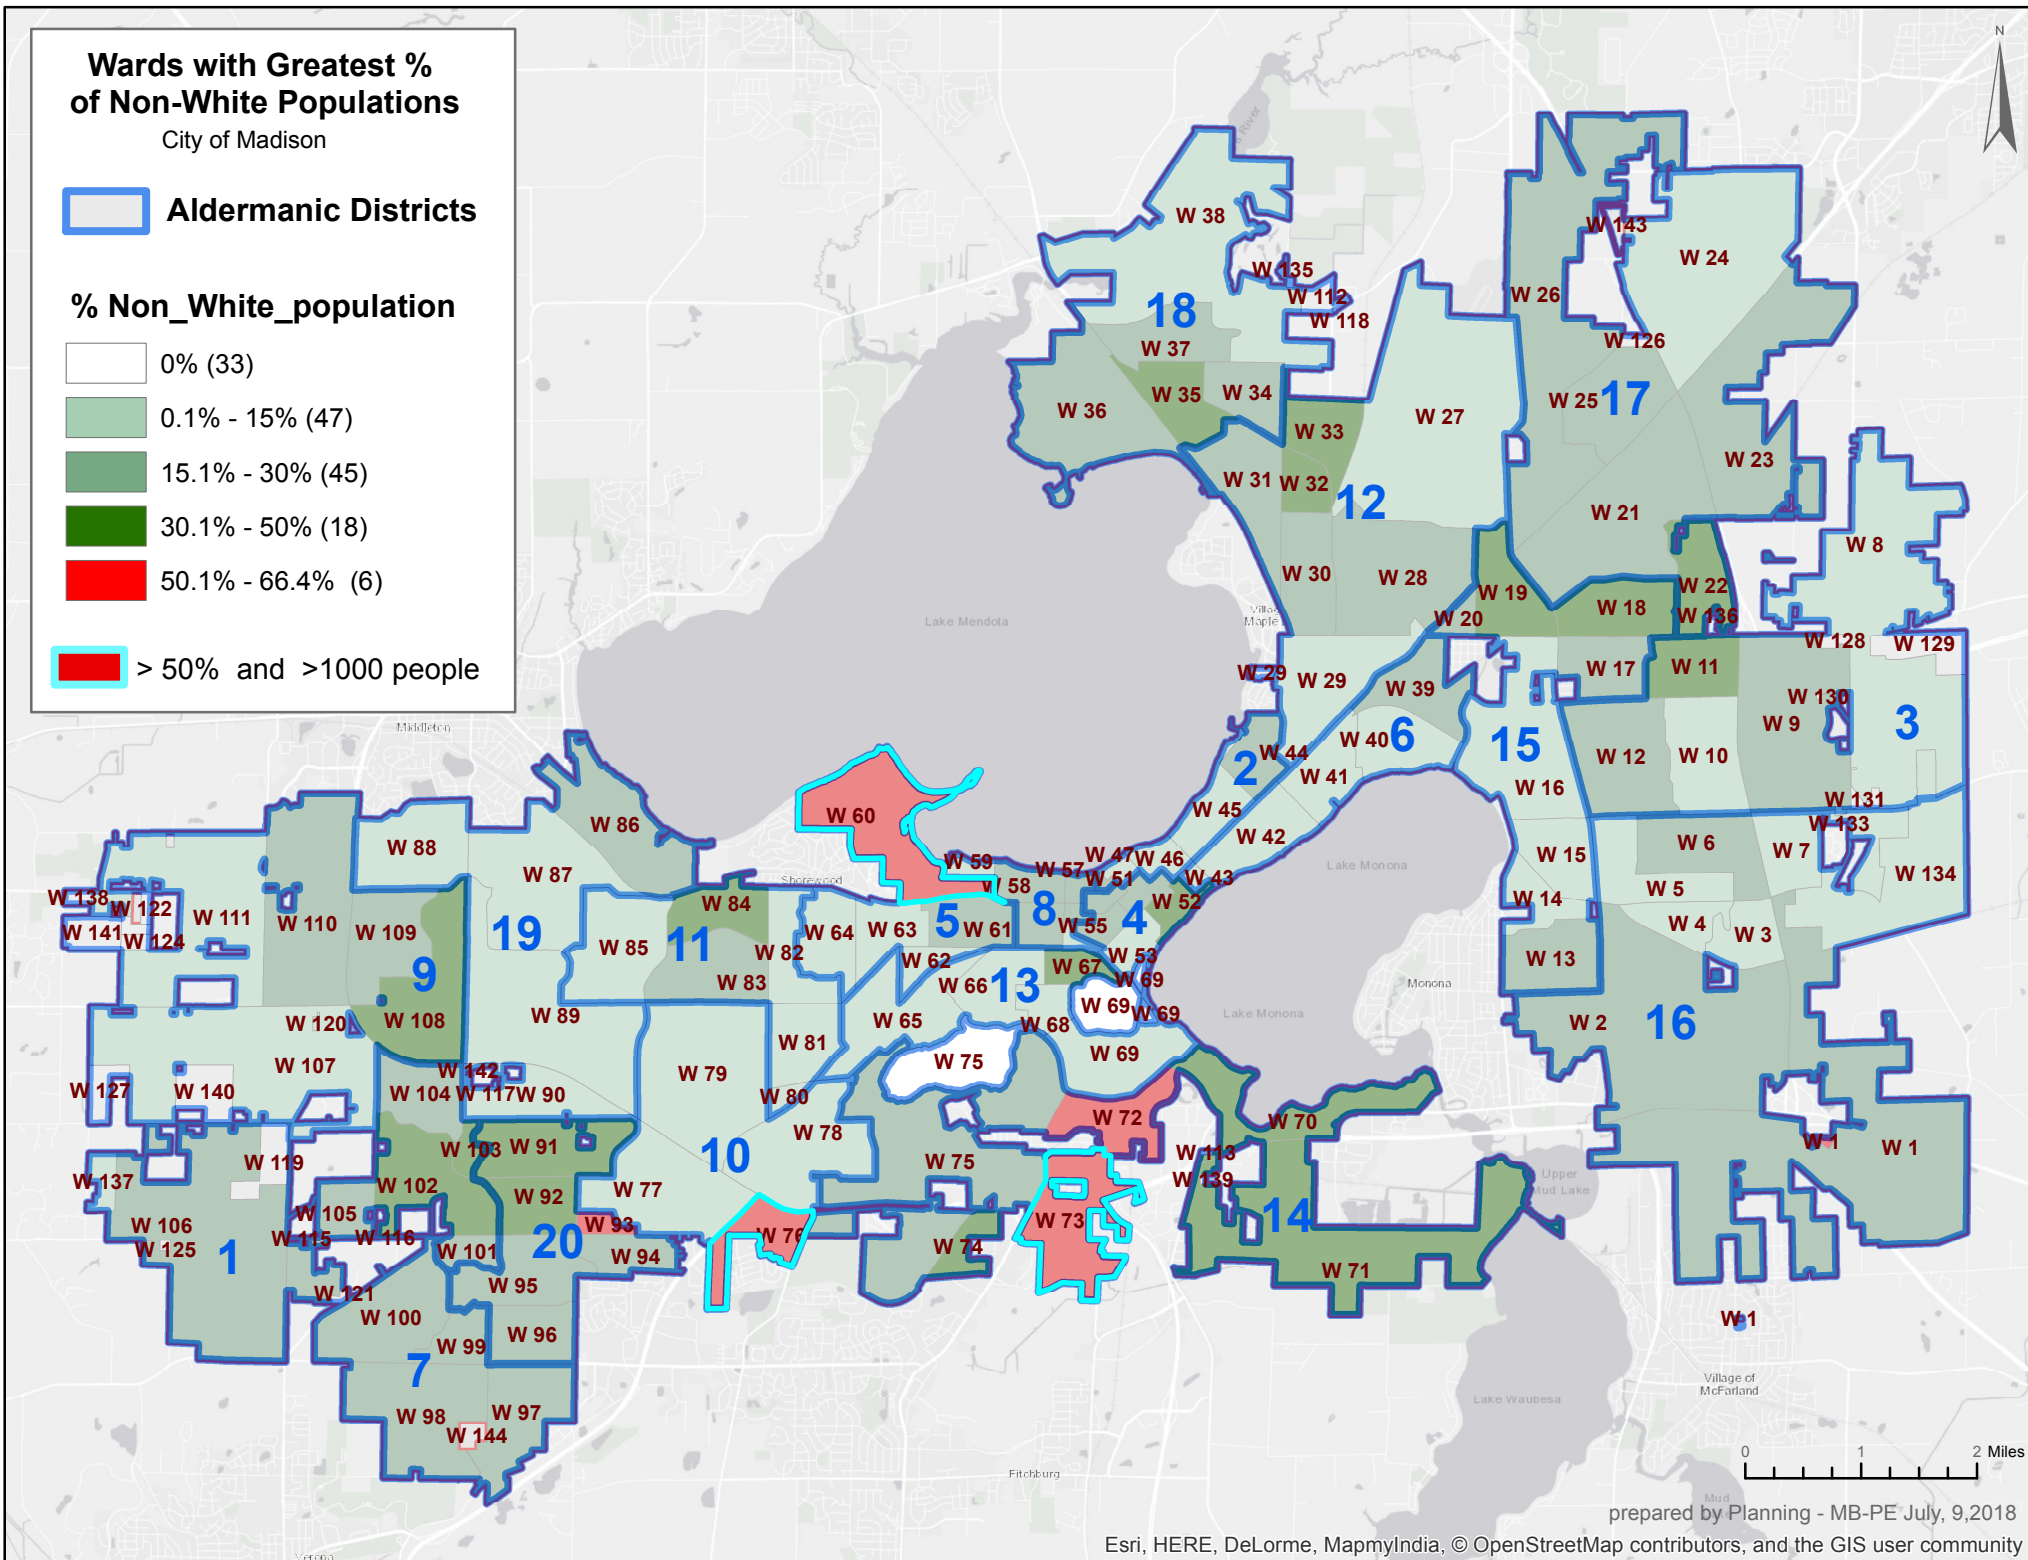 Wards with Greatest %
of Non-White Populations
City of Madison
Aldermanic Districts
% Non_White_population
0% (33)
0.1% - 15% (47)
15.1% - 30% (45)
30.1% - 50% (18)
50.1% - 66.4% (6)
> 50% and >1000 people
N
River
W 38
W 143
W 24
W 135
W 112
W 26
18
W 118
W 126
W 37
W 35
W 34
W 36
W 25
17
W 27
W 33
W 23
W 31
W 32
12
W 21
W 8
W 30
W 28
W 22
W 19
W 18
W 20
W 136
Lake Mendota
W 128
W 129
W 29
W 29
W 17
W 11
W 39
W 130
W 9
3
6
W 40
15
2
W 44
W 12
W 10
W 41
W 16
Middleton
W 131
W 45
W 133
W 60
W 86
W 42
W 6
W 7
W 88
W 15
Lake Monona
W 87
W 59
W 57
W 47
W 46
W 134
Shorewood
W 58
W 51
W 43
W 5
W 138
W 122
W 84
W 52
W 14
W 111
W 110
W 109
19
W 64
W 63
5
W 61
8
W 55
4
W 4
W 3
W 141
W 124
W 85
11
W 82
W 53
W 13
W 62
9
W 83
W 66
13
W 67
W 69
Monona
W 69
W 69
Lake Monona
W 120
W 108
W 89
W 65
W 68
W 2
16
W 81
W 107
W 75
W 69
W 142
W 79
W 127
W 140
W 104
W 117
W 90
W 80
W 72
W 70
W 78
W 1
W 1
W 103
W 91
W 113
W 119
10
W 75
W 137
W 102
W 92
W 77
W 139
Upper
Mud Lake
W 106
W 105
W 93
W 73
14
W 125
1
W 115
W 116
W 101
20
W 94
W 76
W 74
W 121
W 95
W 71
W 100
W 99
W 96
W 1
7
Village of
McFarland
W 98
W 97
Lake Waubesa
W 144
0 1 2 Miles
Fitchburg
Mud
prepared by Planning - MB-PE July, 9,2018
Esri, HERE, DeLorme, MapmyIndia, © OpenStreetMap contributors, and the GIS user community